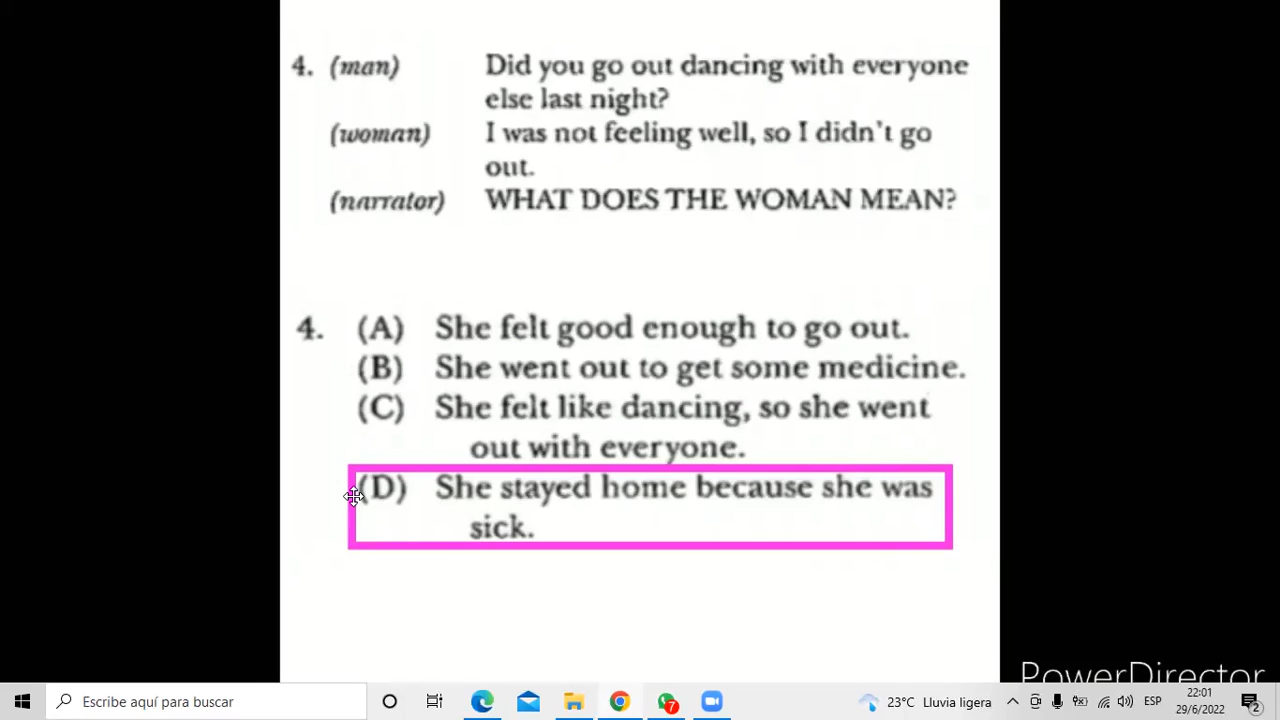 4. (man) Did you go out dancing with everyone
else last night?
(woman) I was not feeling well, so I didn't go
out.
(narrator) WHAT DOES THE WOMAN MEAN?
4. (A) She felt good enough to go out.
(B) She went out to get some medicine.
(C) She felt like dancing, so she went
out with everyone.
(D) She stayed home because she was
sick.
PowerDirector
Escribe aquí para buscar
7
23°C Lluvia ligera
ESP
22:01
29/6/2022
2